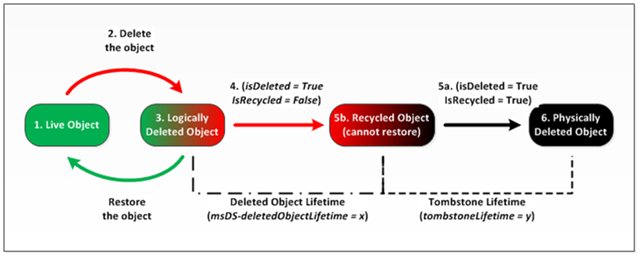 2. Delete
the object
4. (isDeleted = True
IsRecycled = False)
5a. (isDeleted = True
IsRecycled = True)
1. Live Object
3. Logically
Deleted Object
5b. Recycled Object
(cannot restore)
6. Physically
Deleted Object
Restore
the object
Deleted Object Lifetime
(msDS-deletedObjectLifetime = x)
Tombstone Lifetime
(tombstoneLifetime = y)